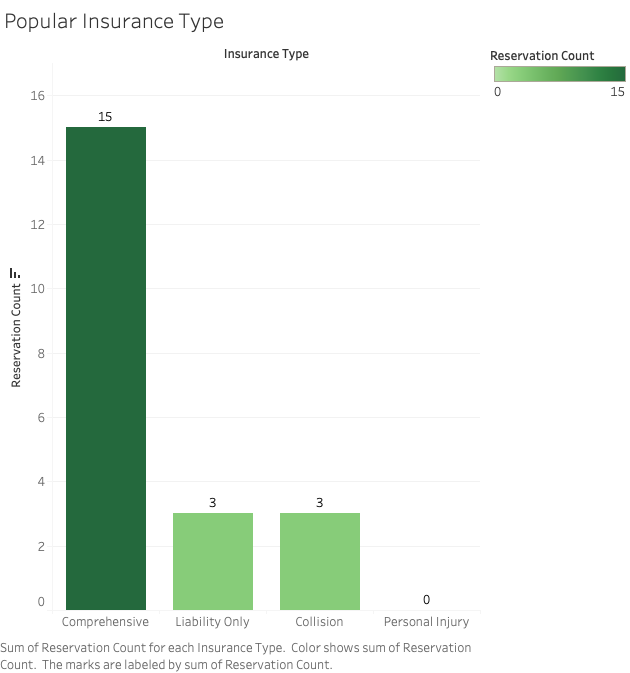 Popular Insurance Type
Insurance Type
Reservation Count
0 15
Reservation Count
16
14
12
10
8
6
4
2
0
15
3
3
0
Comprehensive
Liability Only
Collision
Personal Injury
Sum of Reservation Count for each Insurance Type.  Color shows sum of Reservation
Count.  The marks are labeled by sum of Reservation Count.